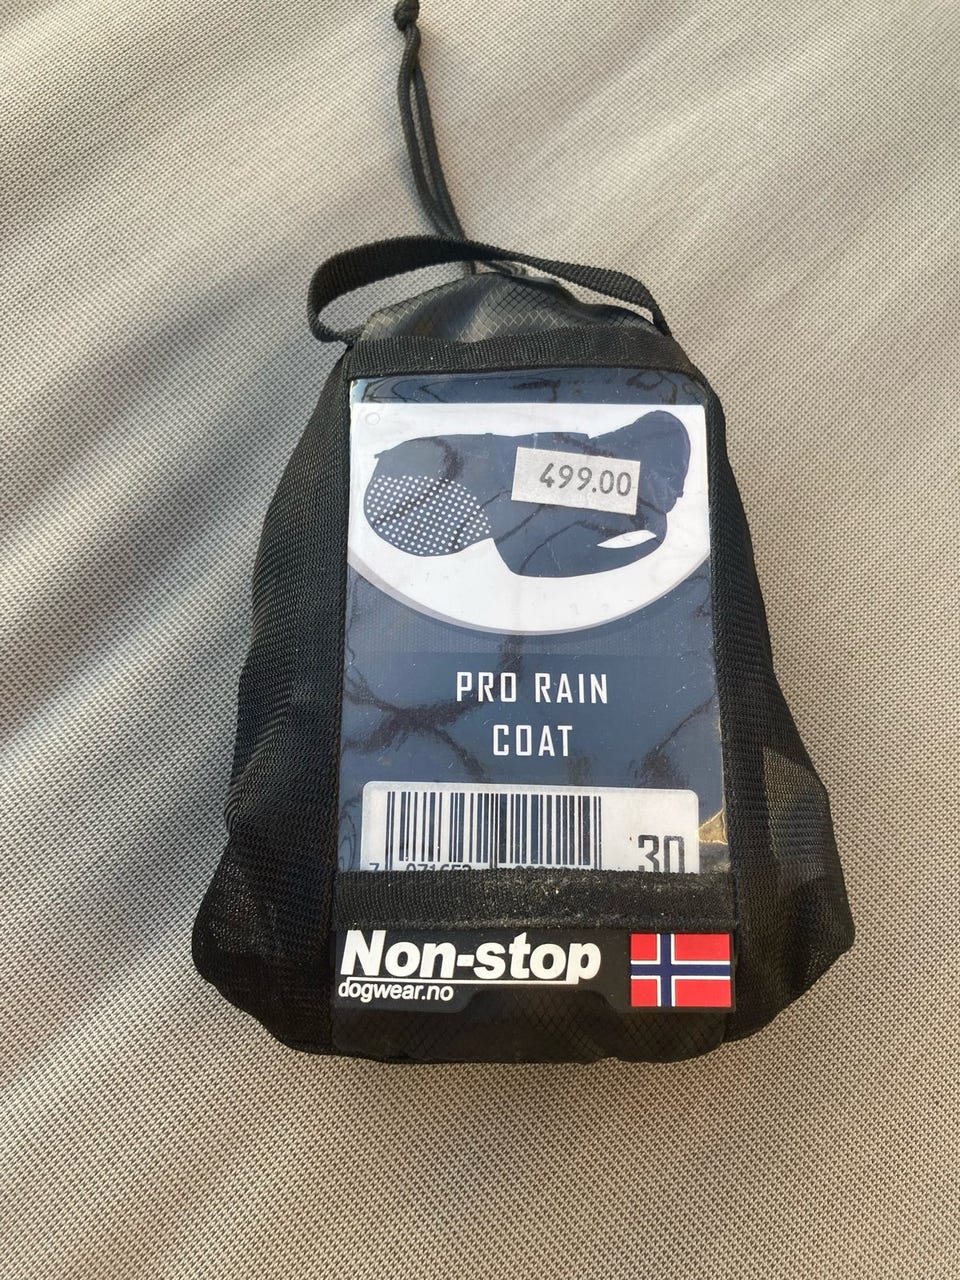 499.00
PRO RAIN
COAT
30
Non-stop
dogwear.no